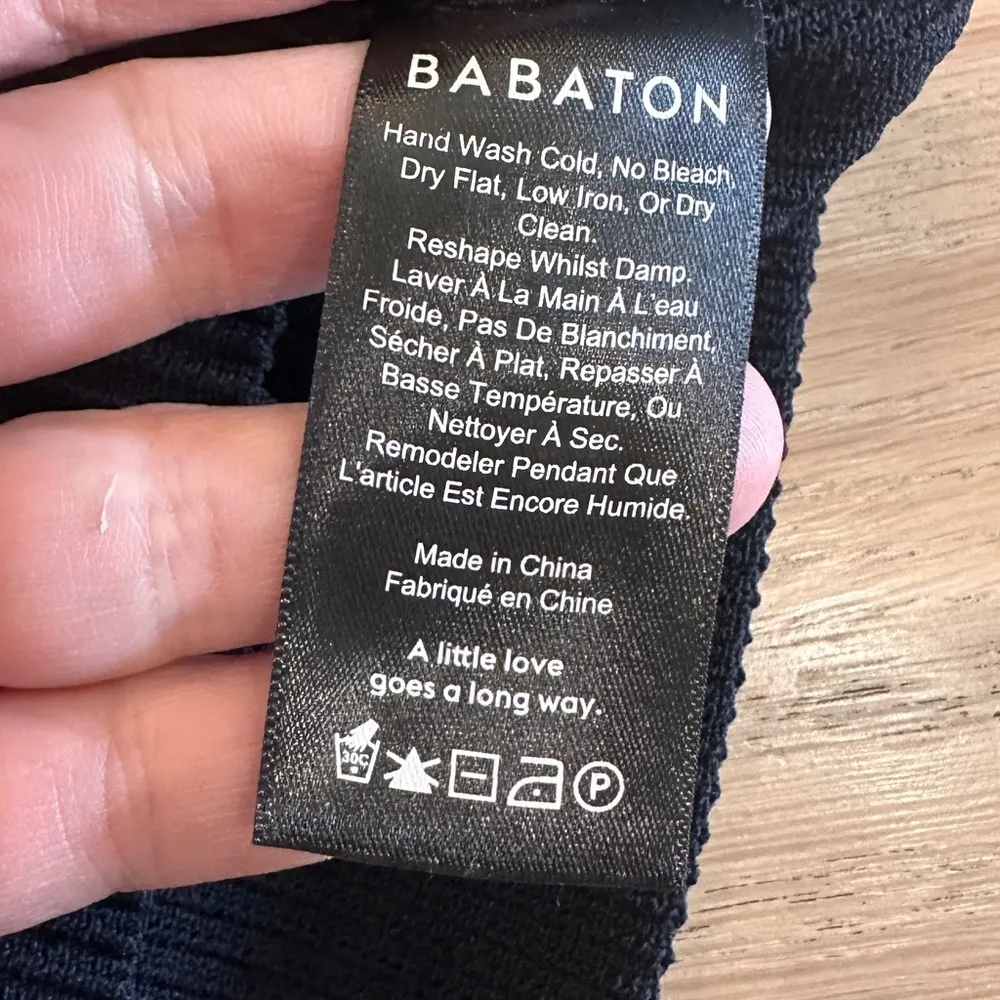 BABATON
Hand Wash Cold, No Bleach,
Dry Flat, Low Iron, Or Dry
Clean.
Reshape Whilst Damp.
Laver À La Main À L'eau
Froide, Pas De Blanchiment,
Sécher À Plat, Repasser À
Basse Température, Ou
Nettoyer À Sec.
Remodeler Pendant Que
L'article Est Encore Humide.
Made in China
Fabriqué en Chine
A little love
goes a long way.
30C P